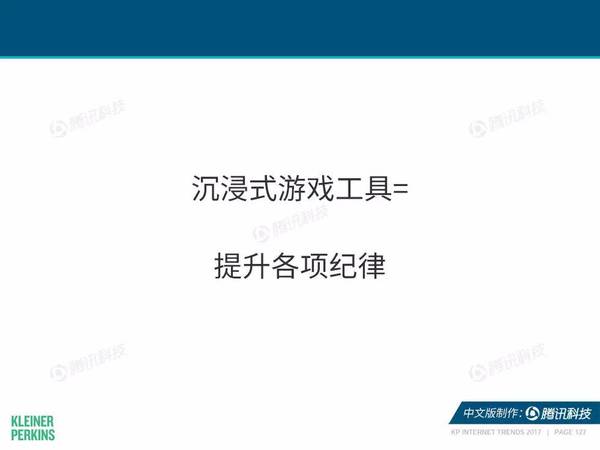 腾讯科技
腾讯科技
沉浸式游戏工具=
腾讯科技
提升各项纪律
腾讯科技
腾讯科技
中文版制作：腾讯科技
KLEINER
PERKINS
KP INTERNET TRENDS 2017 | PAGE 127